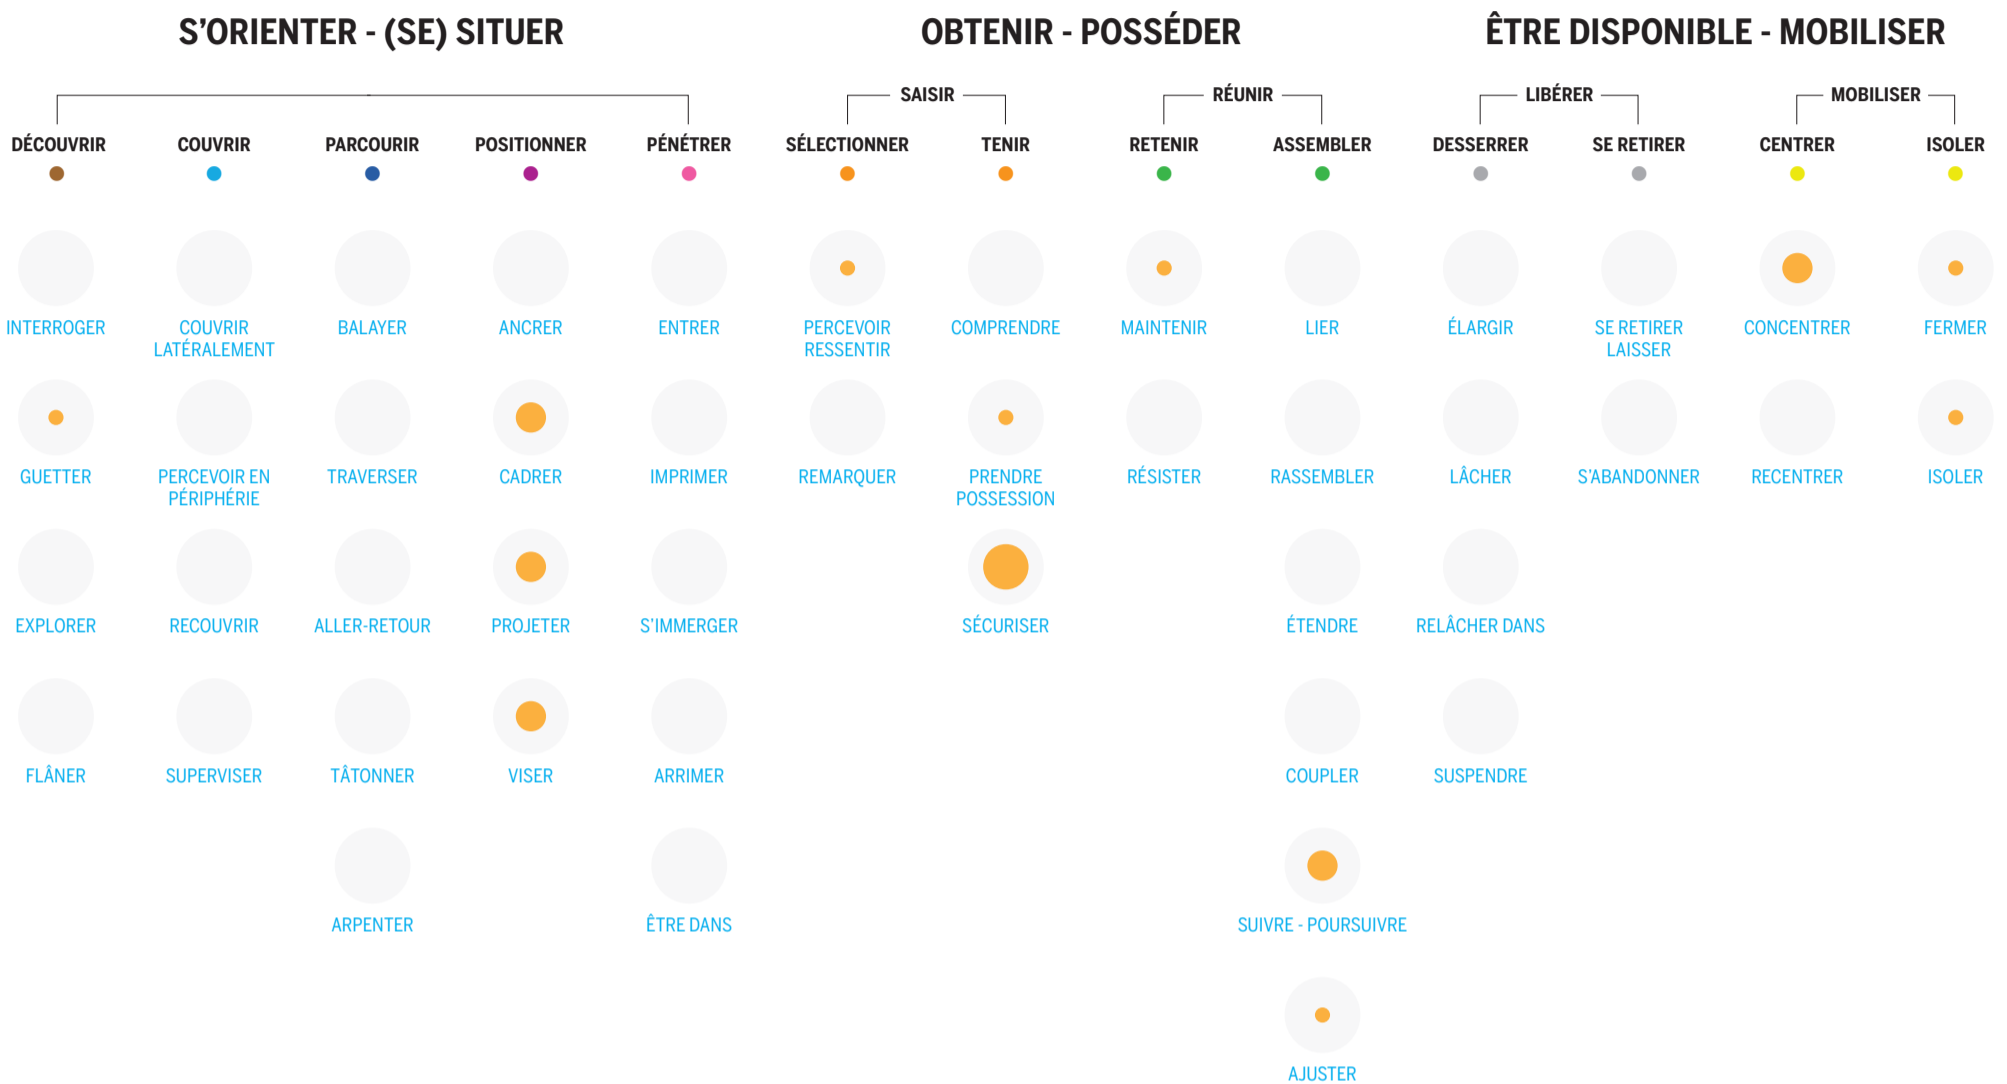 S’ORIENTER - (SE) SITUER
OBTENIR - POSSÉDER
ÊTRE DISPONIBLE - MOBILISER
SAISIR
RÉUNIR
LIBÉRER
MOBILISER
DÉCOUVRIR
COUVRIR
PARCOURIR
POSITIONNER
PÉNÉTRER
SÉLECTIONNER
TENIR
RETENIR
ASSEMBLER
DESSERRER
SE RETIRER
CENTRER
ISOLER
INTERROGER
COUVRIR
LATÉRALEMENT
BALAYER
ANCRER
ENTRER
PERCEVOIR
RESSENTIR
COMPRENDRE
MAINTENIR
LIER
ÉLARGIR
SE RETIRER
LAISSER
CONCENTRER
FERMER
GUETTER
PERCEVOIR EN
PÉRIPHÉRIE
TRAVERSER
CADRER
IMPRIMER
REMARQUER
PRENDRE
POSSESSION
RÉSISTER
RASSEMBLER
LÂCHER
S’ABANDONNER
RECENTRER
ISOLER
EXPLORER
RECOUVRIR
ALLER-RETOUR
PROJETER
S’IMMERGER
SÉCURISER
ÉTENDRE
RELÂCHER DANS
FLÂNER
SUPERVISER
TÂTONNER
VISER
ARRIMER
COUPLER
SUSPENDRE
ARPENTER
ÊTRE DANS
SUIVRE - POURSUIVRE
AJUSTER